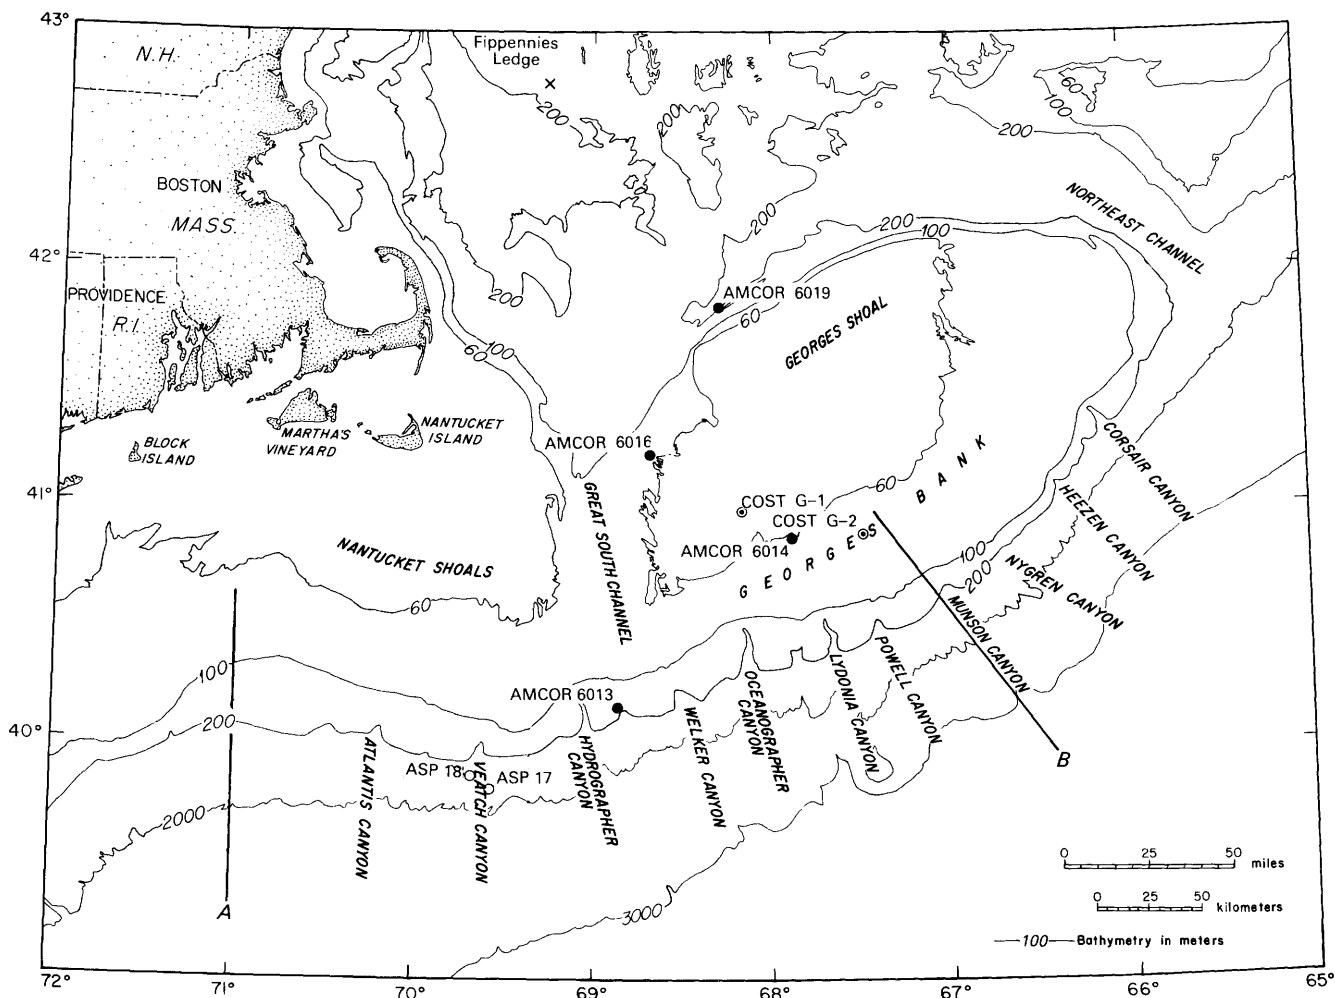 43°
N.H.
Fippennies
Ledge
200
200
60
100
200
BOSTON
MASS.
NORTHEAST CHANNEL
200
200
100
42°
PROVIDENCE
R.I.
200
AMCOR 6019
60
GEORGES SHOAL
100
60
BLOCK
ISLAND
MARTHA'S
VINEYARD
NANTUCKET
ISLAND
AMCOR 6016
CORSAIR CANYON
41°
GREAT SOUTH CHANNEL
60
GEORGES BANK
COST G-1
COST G-2
AMCOR 6014
HEEZEN CANYON
NANTUCKET SHOALS
60
100
200
NYGREN CANYON
MUNSON CANYON
100
AMCOR 6013
POWELL CANYON
LYDONIA CANYON
OCEANOGRAPHER
CANYON
WELKER CANYON
HYDROGRAPHER
CANYON
40°
200
ATLANTIS CANYON
ASP 18
VEATCH CANYON
ASP 17
B
2000
A
3000
0 25 50 miles
0 25 50 kilometers
100 Bathymetry in meters
72° 71° 70° 69° 68° 67° 66° 65°